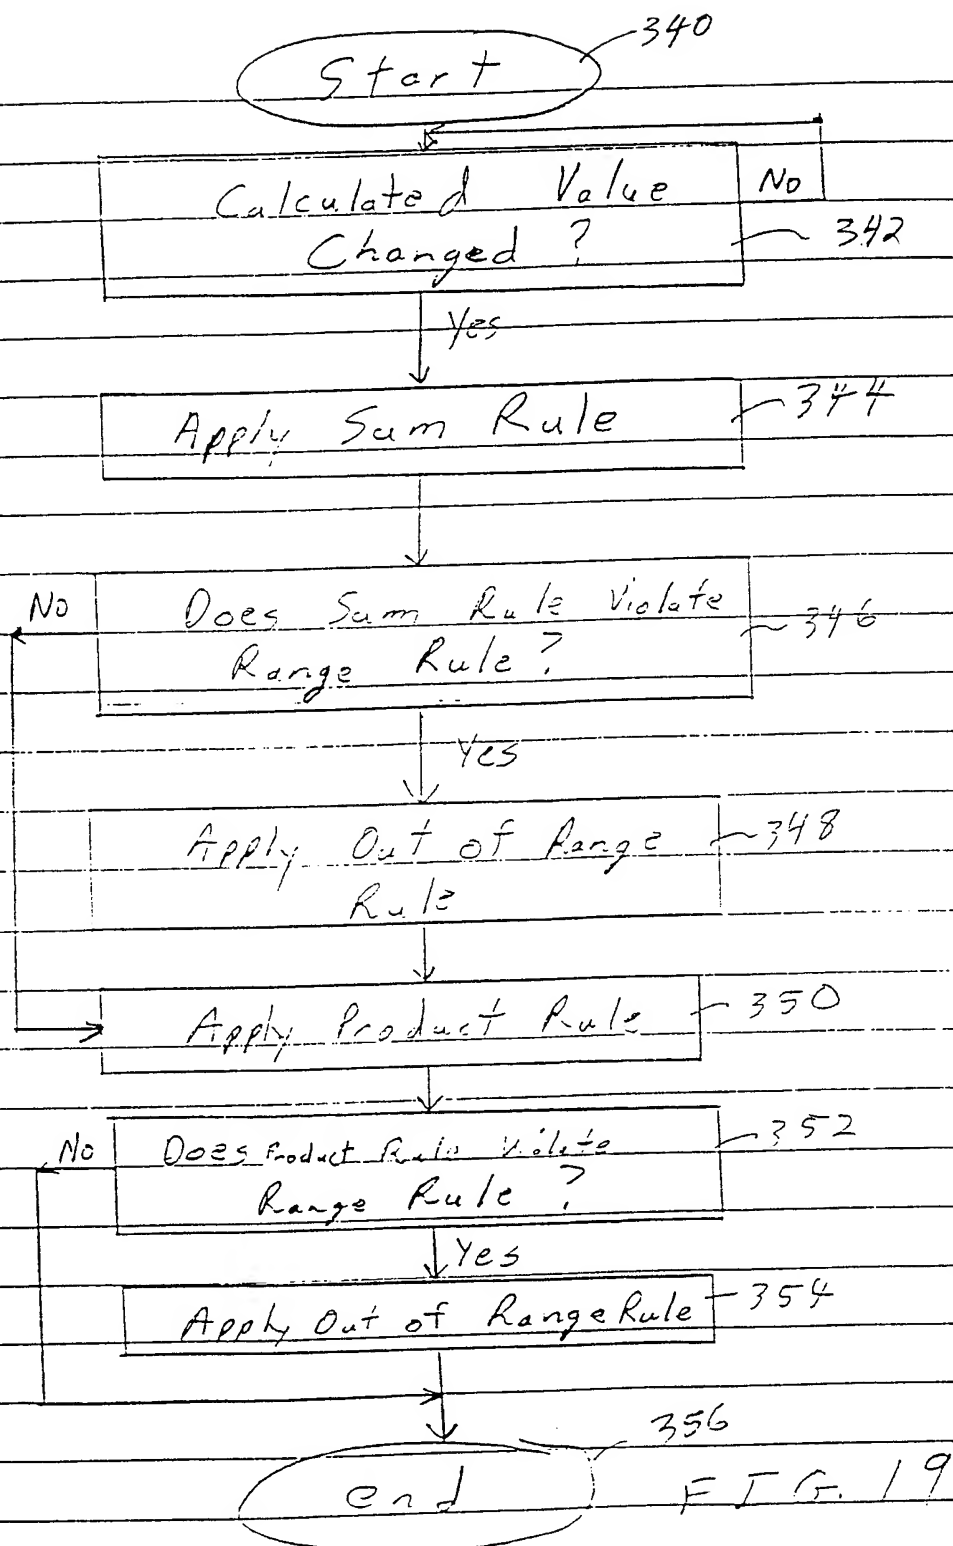 340
Start
Calculated Value
Changed ?
No
342
Yes
Apply Sum Rule
344
No
Does Sum Rule Violate
Range Rule ?
346
Yes
Apply Out of Range
Rule
348
Apply Product Rule
350
No
Does Product Rule Violate
Range Rule ?
352
Yes
Apply Out of Range Rule
354
356
end
FIG. 19